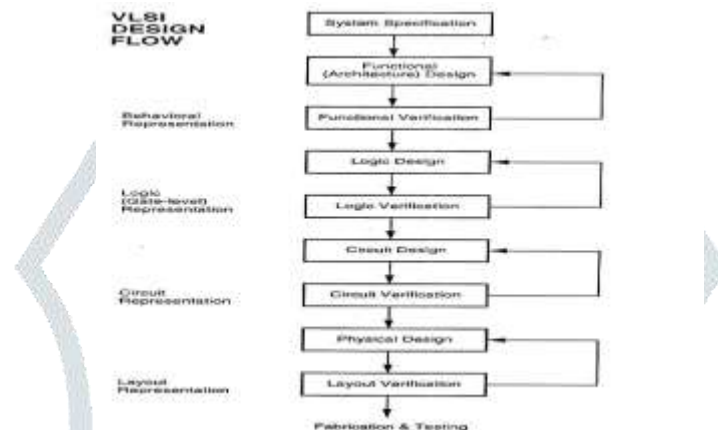 VLSI
DESIGN
FLOW
System Specification
Functional
(Architecture) Design
Behavioral
Representation
Functional Verification
Logic Design
Logic
(Gate-level)
Representation
Logic Verification
Circuit Design
Circuit
Representation
Circuit Verification
Physical Design
Layout
Representation
Layout Verification
Fabrication & Testing